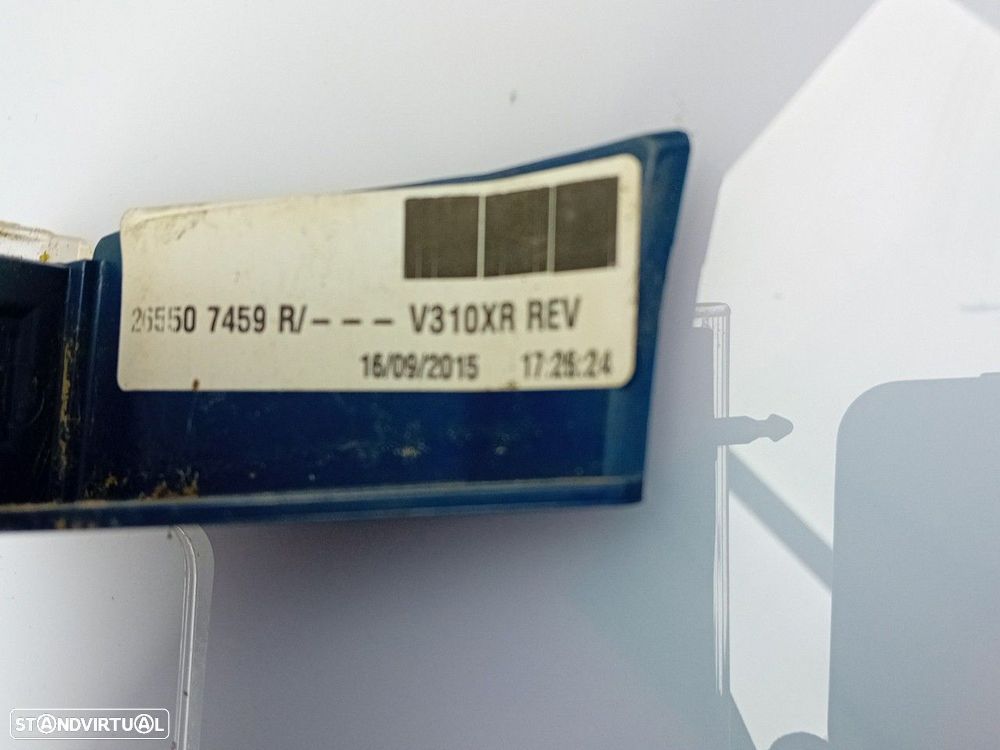 26550 7459 R/- - - V310XR REV
16/09/2015 17:26:24
STANDVIRTUAL